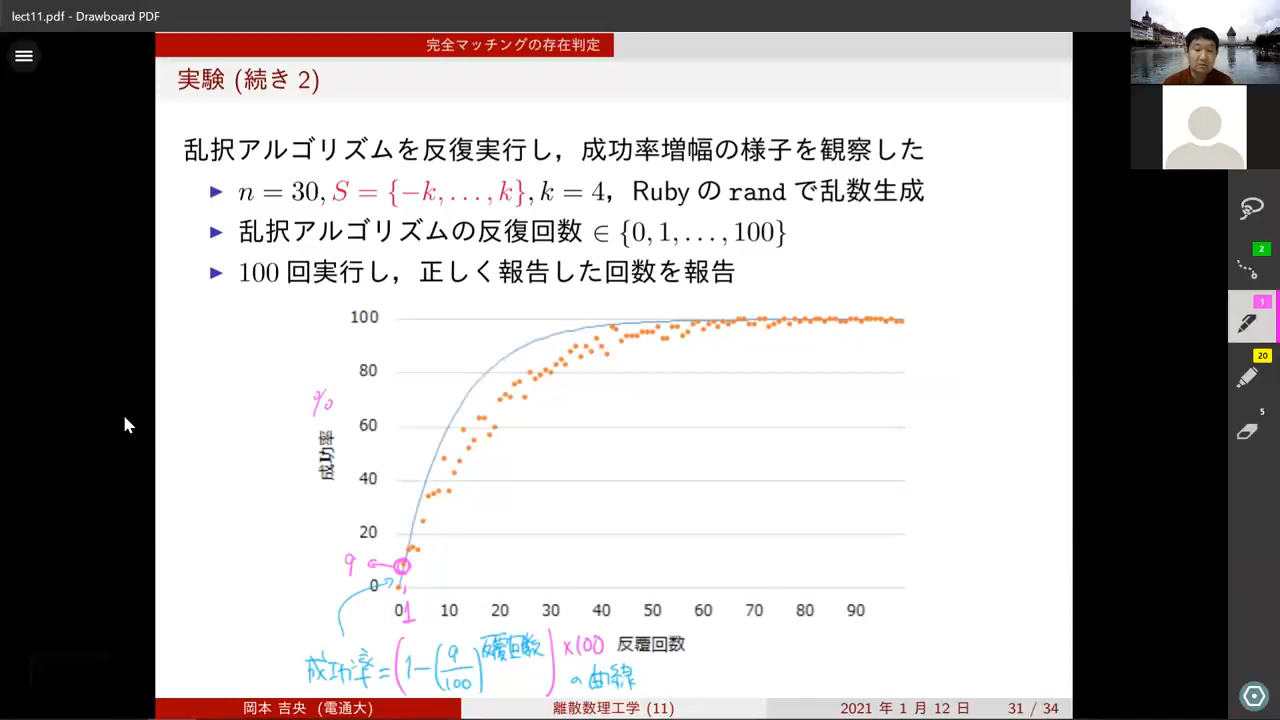 lect11.pdf - Drawboard PDF
完全マッチングの存在判定
実験 (続き 2)
乱択アルゴリズムを反復実行し，成功率増幅の様子を観察した
▶ n = 30, S = {−k, . . . , k}, k = 4，Ruby の rand で乱数生成
▶ 乱択アルゴリズムの反復回数 ∈ {0, 1, . . . , 100}
▶ 100 回実行し，正しく報告した回数を報告
100
80
%
60
成功率
40
20
9
0
0 10 20 30 40 50 60 70 80 90
1
反覆回数
成功率=(1-(9/100)^反覆回数)×100
の曲線
岡本 吉央 (電通大)
離散数理工学 (11)
2021 年 1 月 12 日
31 / 34
2
1
20
5